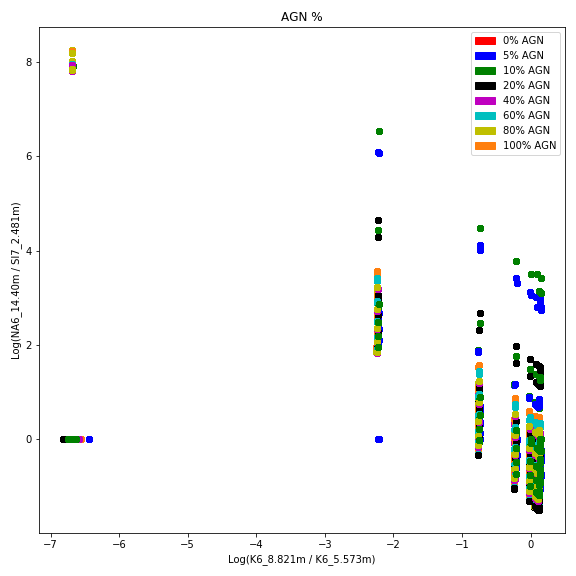 AGN %
0% AGN
5% AGN
10% AGN
20% AGN
40% AGN
60% AGN
80% AGN
100% AGN
Log(NA6_14.40m / SI7_2.481m)
8
6
4
2
0
−7 −6 −5 −4 −3 −2 −1 0
Log(K6_8.821m / K6_5.573m)